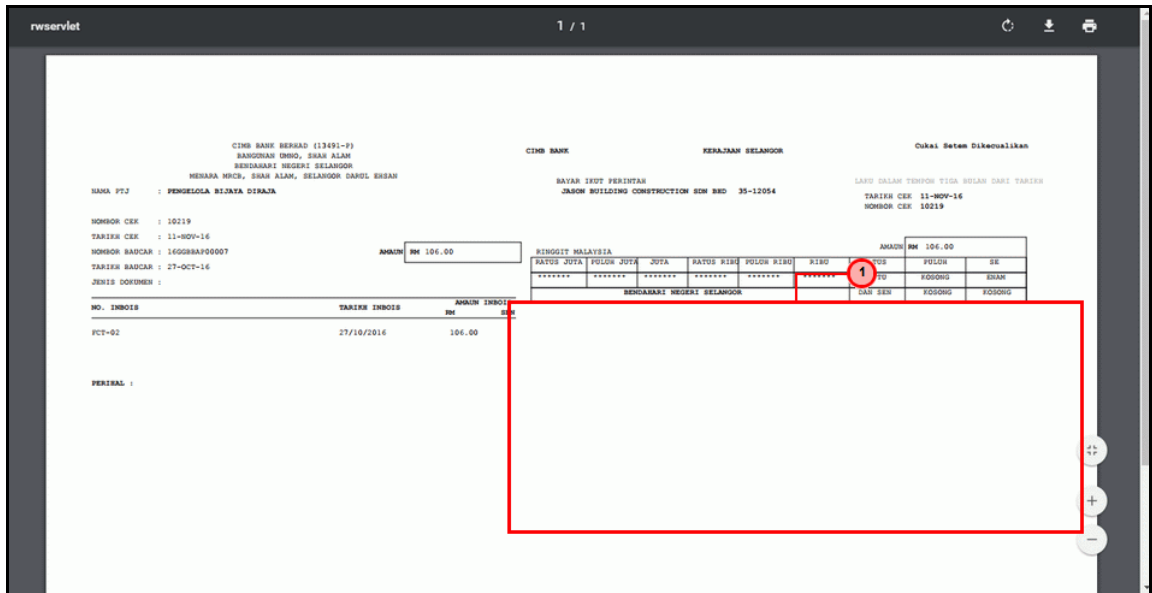 rwservlet 1 / 1
CIMB BANK BERHAD (13491-P)
BANGUNAN UMNO, SHAH ALAM
BENDAHARI NEGERI SELANGOR
MENARA MRCB, SHAH ALAM, SELANGOR DARUL EHSAN
NAMA PTJ : PENGELOLA BIJAYA DIRAJA
NOMBOR CEK : 10219
TARIKH CEK : 11-NOV-16
NOMBOR BAUCAR : 16GGBBAP00007 AMAUN RM 106.00
TARIKH BAUCAR : 27-OCT-16
JENIS DOKUMEN :
NO. INBOIS TARIKH INBOIS AMAUN INBOIS
RM SEN
FCT-02 27/10/2016 106.00
PERIHAL :
CIMB BANK KERAJAAN SELANGOR Cukai Setem Dikecualikan
BAYAR IKUT PERINTAH LAKU DALAM TEMPOH TIGA BULAN DARI TARIKH
JASON BUILDING CONSTRUCTION SDN BHD 35-12054
TARIKH CEK 11-NOV-16
NOMBOR CEK 10219
AMAUN RM 106.00
RINGGIT MALAYSIA
RATUS JUTA PULUH JUTA JUTA RATUS RIBU PULUH RIBU RIBU TUS PULUH SE
******* ******* ******* ******* ******* ******* 1 TU KOSONG ENAM
BENDAHARI NEGERI SELANGOR DAN SEN KOSONG KOSONG